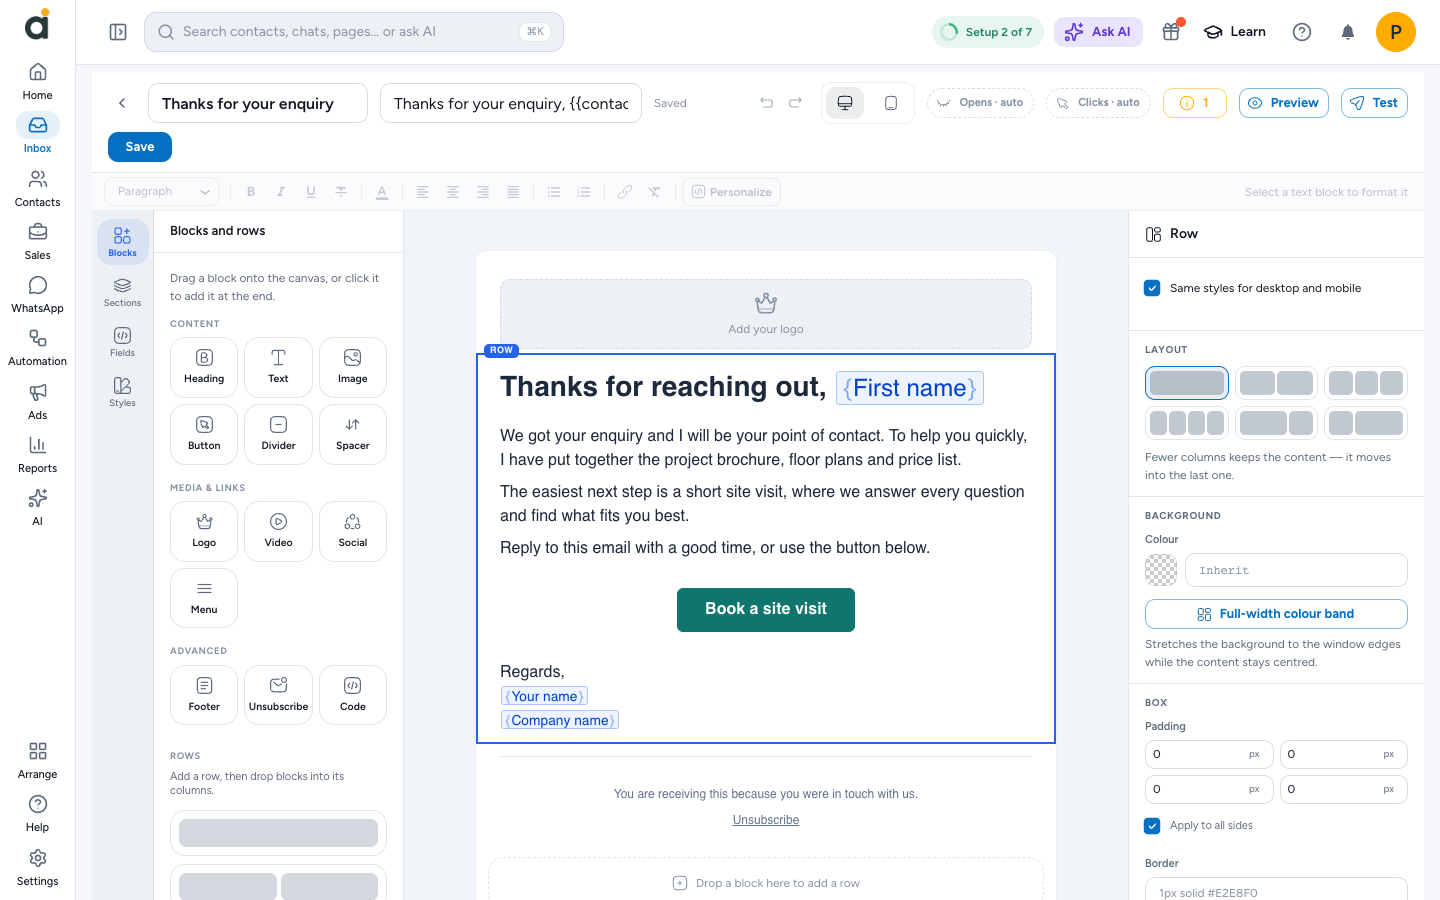 Search contacts, chats, pages... or ask AI
⌘K
Setup 2 of 7
Ask AI
Learn
P
Home
Inbox
Contacts
Sales
WhatsApp
Automation
Ads
Reports
AI
Arrange
Help
Settings
Thanks for your enquiry
Thanks for your enquiry, {{contac
Saved
Opens · auto
Clicks · auto
1
Preview
Test
Save
Paragraph
B
I
U
S
A
Personalize
Select a text block to format it
Blocks
Sections
Fields
Styles
Blocks and rows
Drag a block onto the canvas, or click it
to add it at the end.
CONTENT
Heading
Text
Image
Button
Divider
Spacer
MEDIA & LINKS
Logo
Video
Social
Menu
ADVANCED
Footer
Unsubscribe
Code
ROWS
Add a row, then drop blocks into its
columns.
Add your logo
ROW
Thanks for reaching out, {First name}
We got your enquiry and I will be your point of contact. To help you quickly,
I have put together the project brochure, floor plans and price list.
The easiest next step is a short site visit, where we answer every question
and find what fits you best.
Reply to this email with a good time, or use the button below.
Book a site visit
Regards,
{Your name}
{Company name}
You are receiving this because you were in touch with us.
Unsubscribe
Drop a block here to add a row
Row
Same styles for desktop and mobile
LAYOUT
Fewer columns keeps the content — it moves
into the last one.
BACKGROUND
Colour
Inherit
Full-width colour band
Stretches the background to the window edges
while the content stays centred.
BOX
Padding
0 px
0 px
0 px
0 px
Apply to all sides
Border
1px solid #E2E8F0